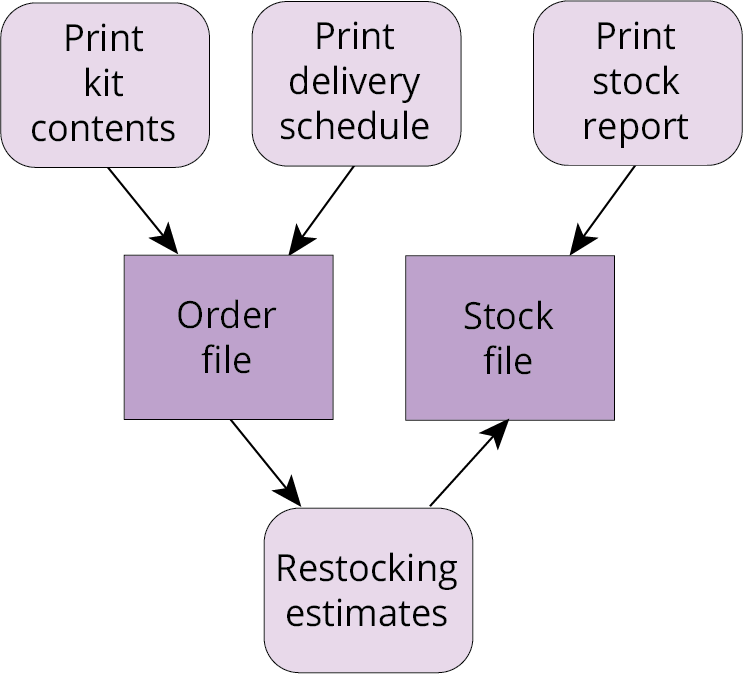 Print
kit
contents
Print
delivery
schedule
Print
stock
report
Order
file
Stock
file
Restocking
estimates